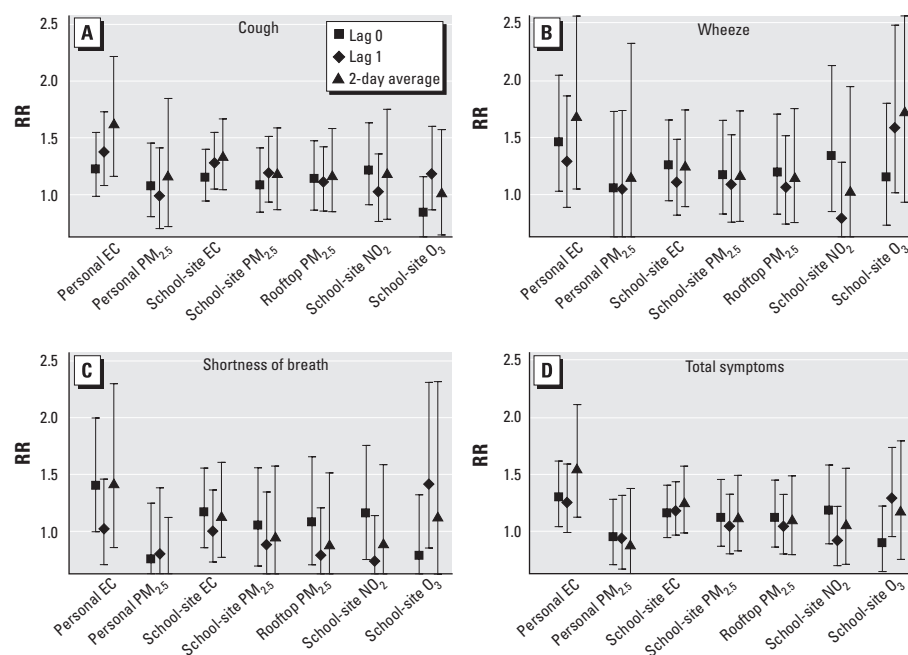 A
Cough
Lag 0
Lag 1
2-day average
RR
2.5
2.0
1.5
1.0
Personal EC
Personal PM2.5
School-site EC
School-site PM2.5
Rooftop PM2.5
School-site NO2
School-site O3
B
Wheeze
RR
2.5
2.0
1.5
1.0
Personal EC
Personal PM2.5
School-site EC
School-site PM2.5
Rooftop PM2.5
School-site NO2
School-site O3
C
Shortness of breath
RR
2.5
2.0
1.5
1.0
Personal EC
Personal PM2.5
School-site EC
School-site PM2.5
Rooftop PM2.5
School-site NO2
School-site O3
D
Total symptoms
RR
2.5
2.0
1.5
1.0
Personal EC
Personal PM2.5
School-site EC
School-site PM2.5
Rooftop PM2.5
School-site NO2
School-site O3